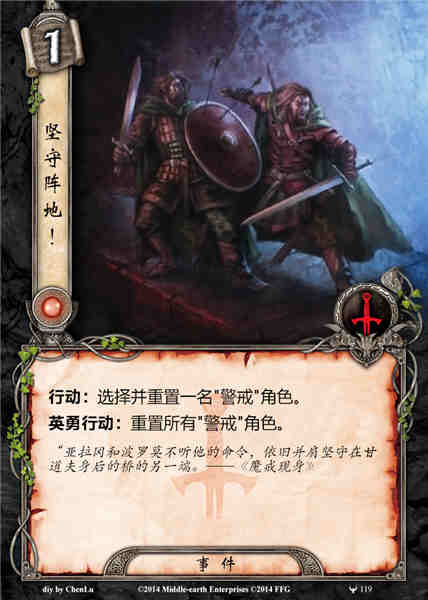 1
坚守阵地！
行动：选择并重置一名"警戒"角色。
英勇行动：重置所有"警戒"角色。
“亚拉冈和波罗莫不听他的命令，依旧并肩坚守在甘
道夫身后的桥的另一端。——《魔戒现身》
事件
diy by ChenLu
©2014 Middle-earth Enterprises ©2014 FFG
119